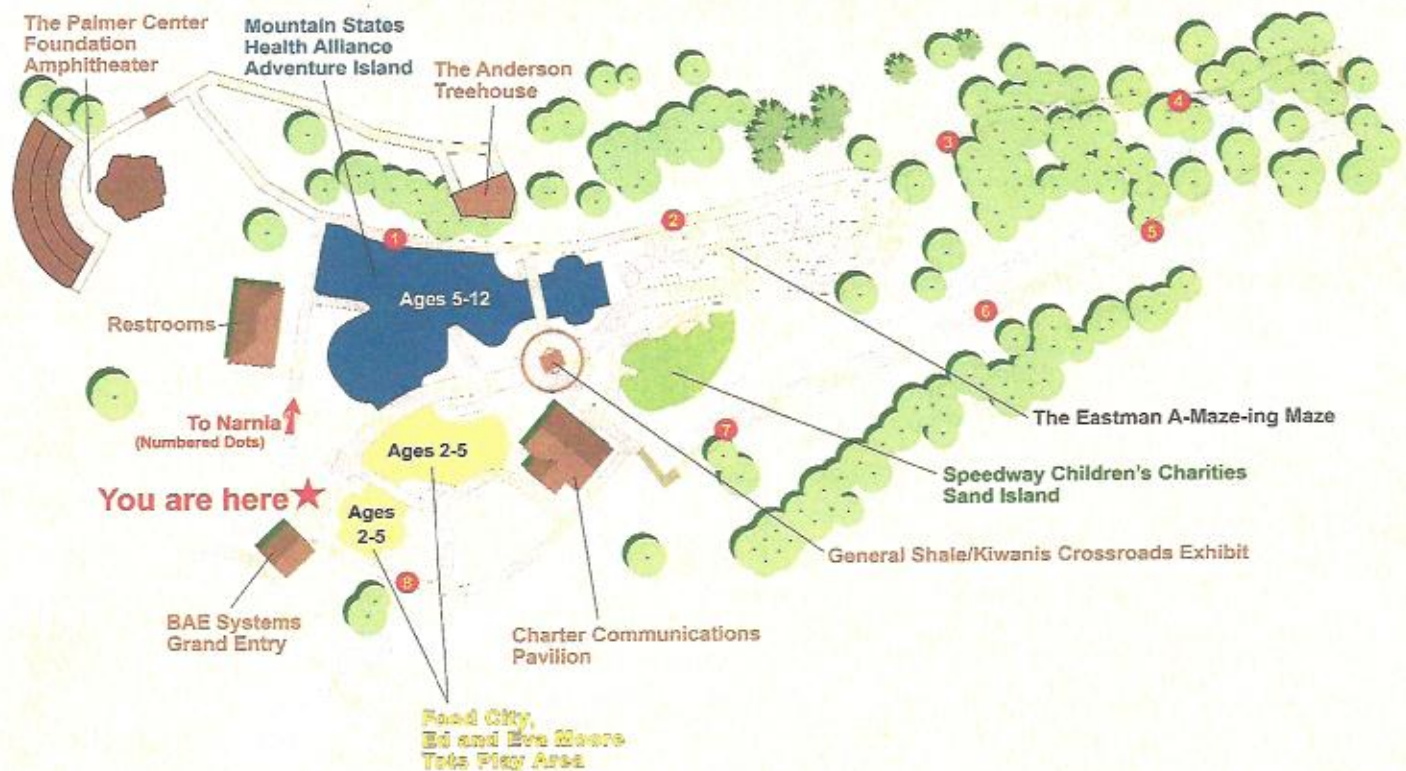 The Palmer Center
Foundation
Amphitheater
Mountain States
Health Alliance
Adventure Island
The Anderson
Treehouse
4
3
2
5
1
Ages 5-12
6
Restrooms
The Eastman A-Maze-ing Maze
To Narnia
(Numbered Dots)
7
Ages 2-5
Speedway Children's Charities
Sand Island
You are here
Ages
2-5
General Shale/Kiwanis Crossroads Exhibit
8
BAE Systems
Grand Entry
Charter Communications
Pavilion
Food City,
Ed and Eva Moore
Tots Play Area